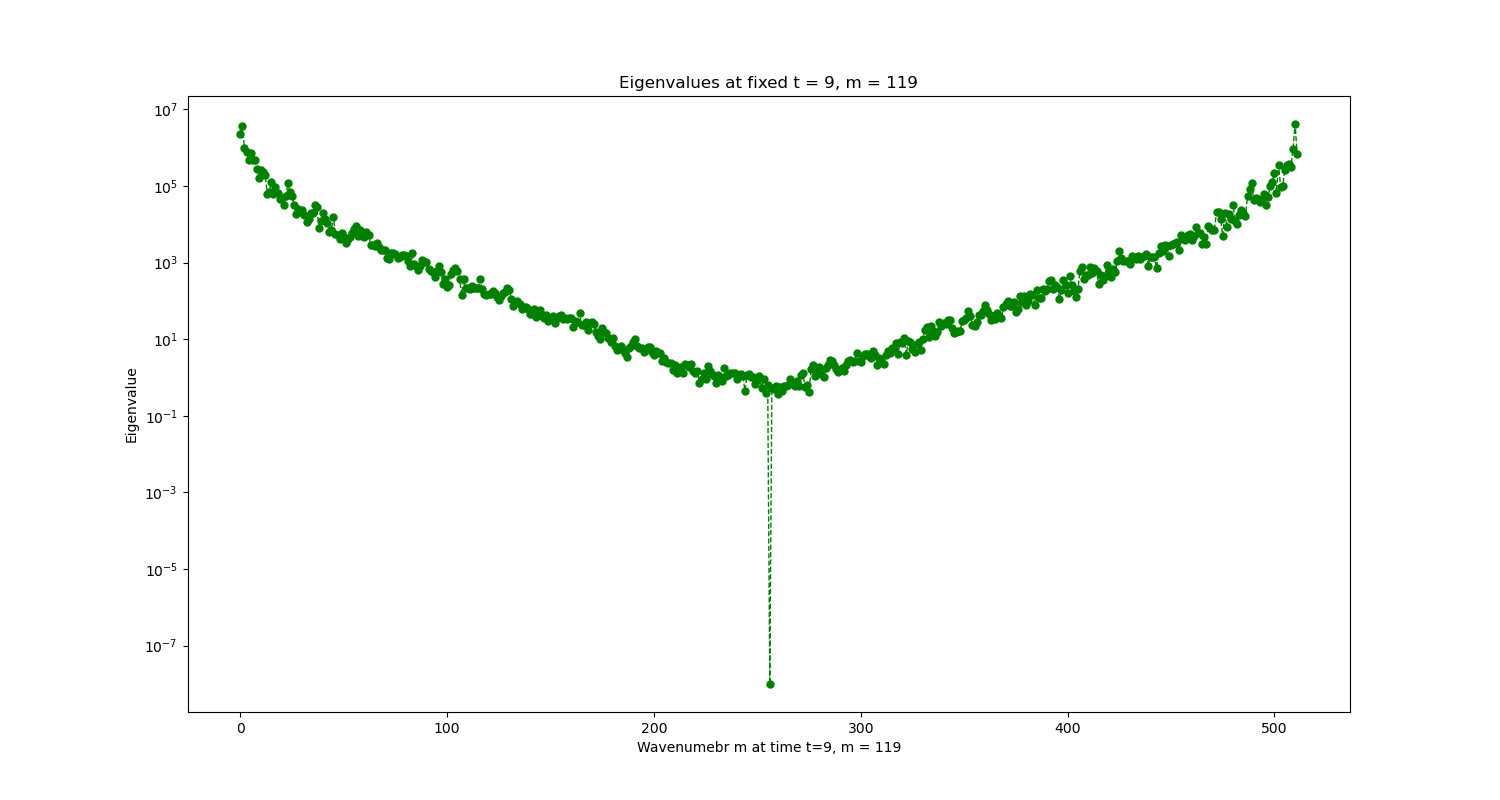 Eigenvalues at fixed t = 9, m = 119
Eigenvalue
10^7
10^5
10^3
10^1
10^-1
10^-3
10^-5
10^-7
0 100 200 300 400 500
Wavenumebr m at time t=9, m = 119